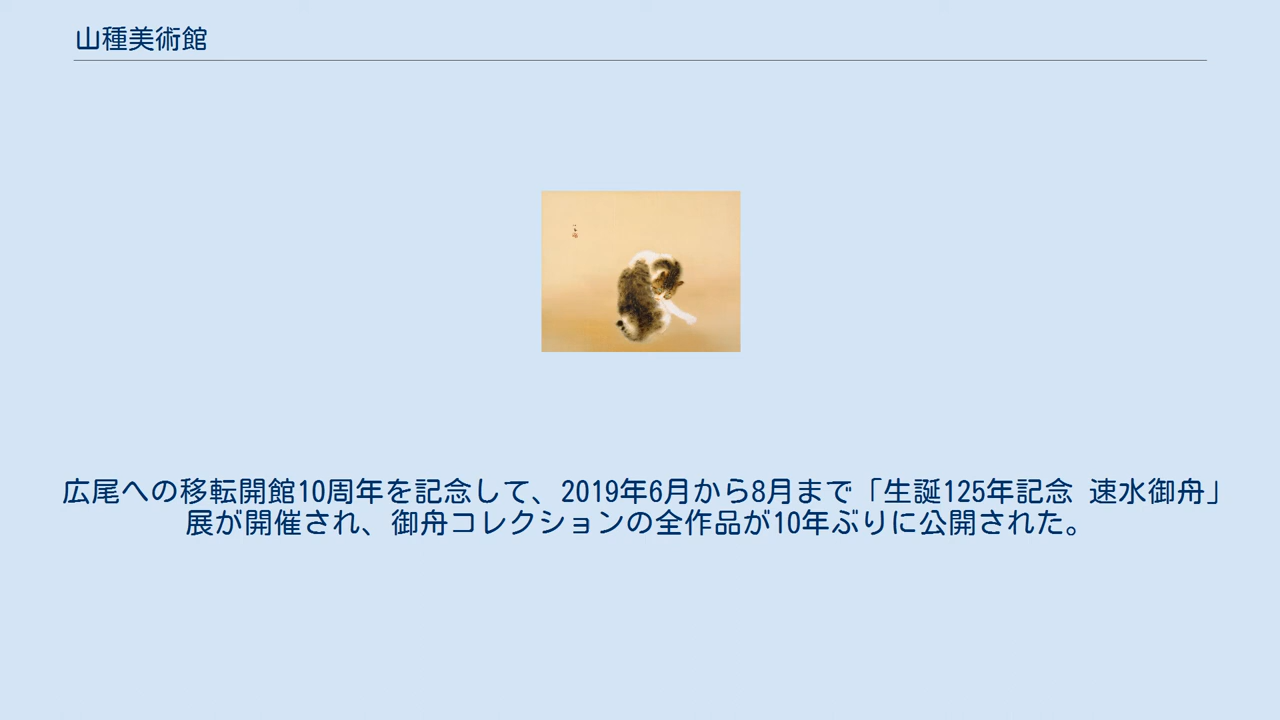 山種美術館
広尾への移転開館10周年を記念して、2019年6月から8月まで「生誕125年記念 速水御舟」
展が開催され、御舟コレクションの全作品が10年ぶりに公開された。